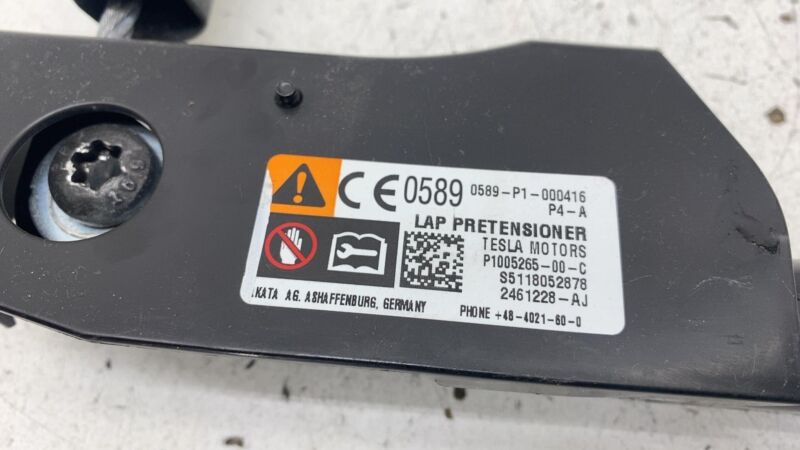 CE 0589 0589-P1-000416
P4-A
LAP PRETENSIONER
TESLA MOTORS
P1005265-00-C
S5118052878
2461228-AJ
.KATA AG. ASHAFFENBURG, GERMANY PHONE +48-4021-60-0